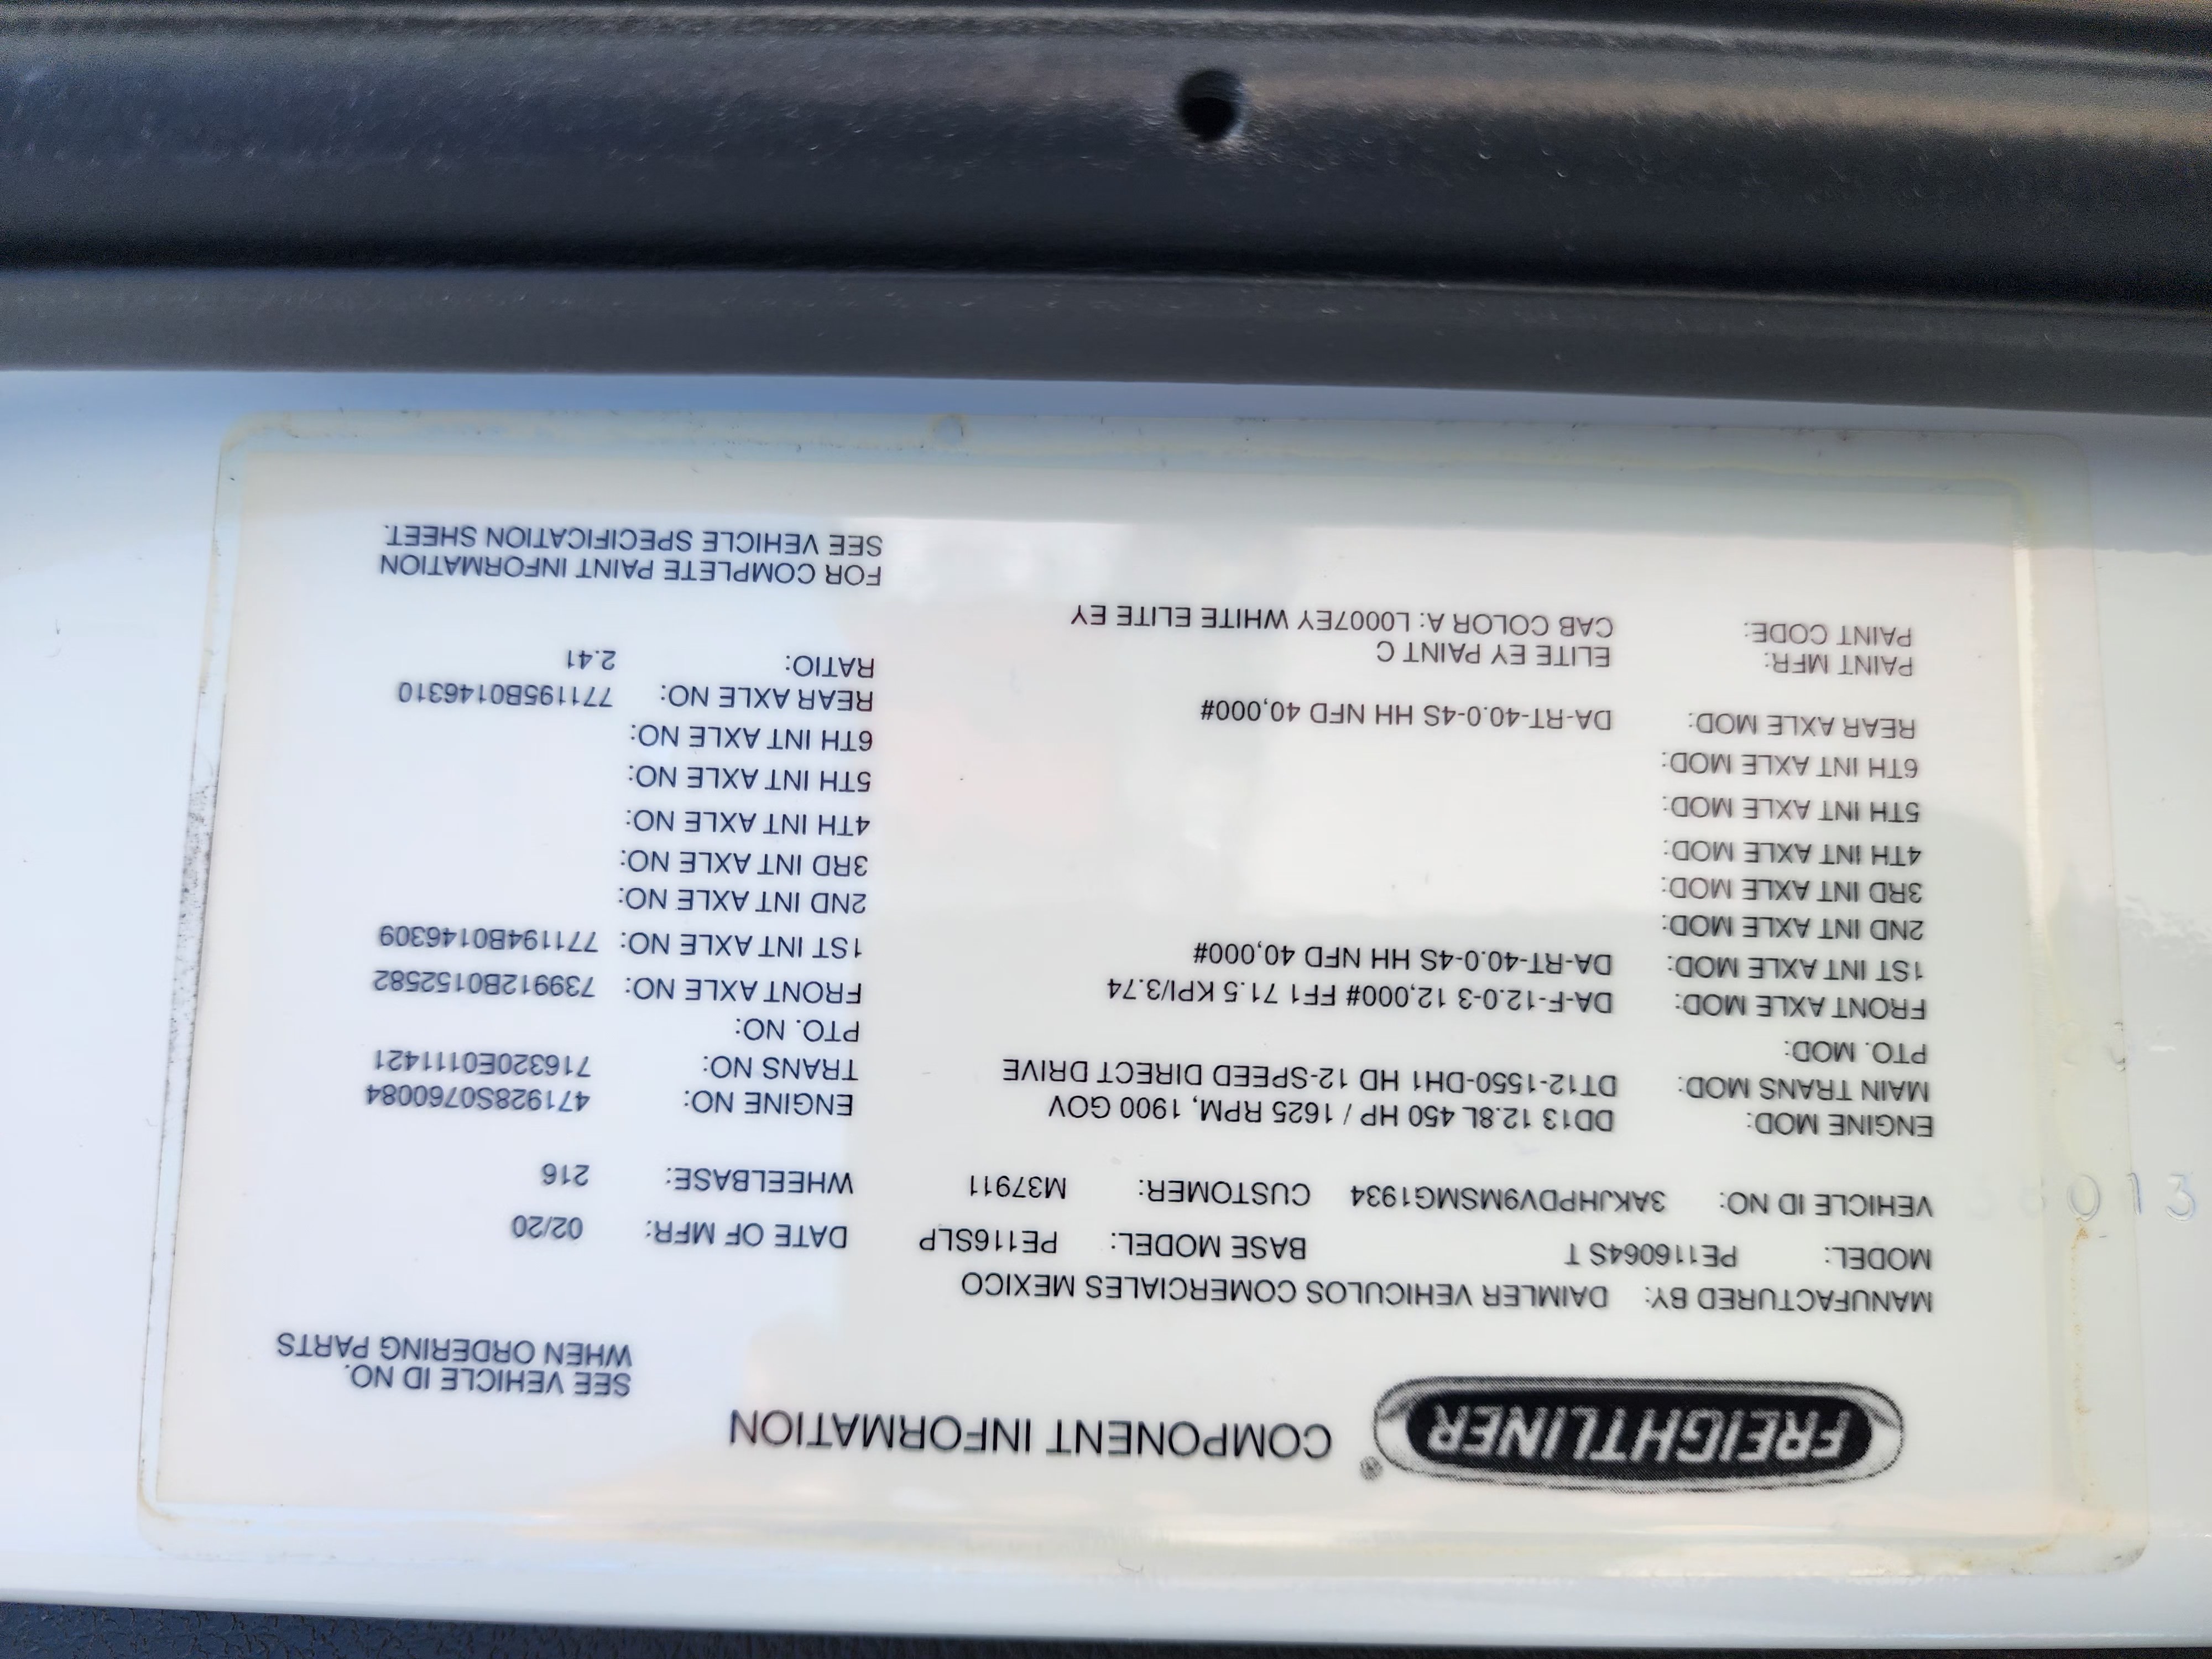 FREIGHTLINER ® COMPONENT INFORMATION
SEE VEHICLE ID NO.
WHEN ORDERING PARTS
MANUFACTURED BY: DAIMLER VEHICULOS COMERCIALES MEXICO
MODEL: PE116064S T BASE MODEL: PE116SLP DATE OF MFR: 02/20
VEHICLE ID NO: 3AKJHPDV9MSMG1934 CUSTOMER: M37911 WHEELBASE: 216
ENGINE MOD: DD13 12.8L 450 HP / 1625 RPM, 1900 GOV ENGINE NO: 471928S0760084
MAIN TRANS MOD: DT12-1550-DH1 HD 12-SPEED DIRECT DRIVE TRANS NO: 716320E0111421
PTO. MOD: PTO. NO:
FRONT AXLE MOD: DA-F-12.0-3 12,000# FF1 71.5 KPI/3.74 FRONT AXLE NO: 739912B0152582
1ST INT AXLE MOD: DA-RT-40.0-4S HH NFD 40,000# 1ST INT AXLE NO: 771194B0146309
2ND INT AXLE MOD: 2ND INT AXLE NO:
3RD INT AXLE MOD: 3RD INT AXLE NO:
4TH INT AXLE MOD: 4TH INT AXLE NO:
5TH INT AXLE MOD: 5TH INT AXLE NO:
6TH INT AXLE MOD: 6TH INT AXLE NO:
REAR AXLE MOD: DA-RT-40.0-4S HH NFD 40,000# REAR AXLE NO: 771195B0146310
RATIO: 2.41
PAINT MFR: ELITE EY PAINT C
PAINT CODE: CAB COLOR A: L0007EY WHITE ELITE EY
FOR COMPLETE PAINT INFORMATION
SEE VEHICLE SPECIFICATION SHEET.